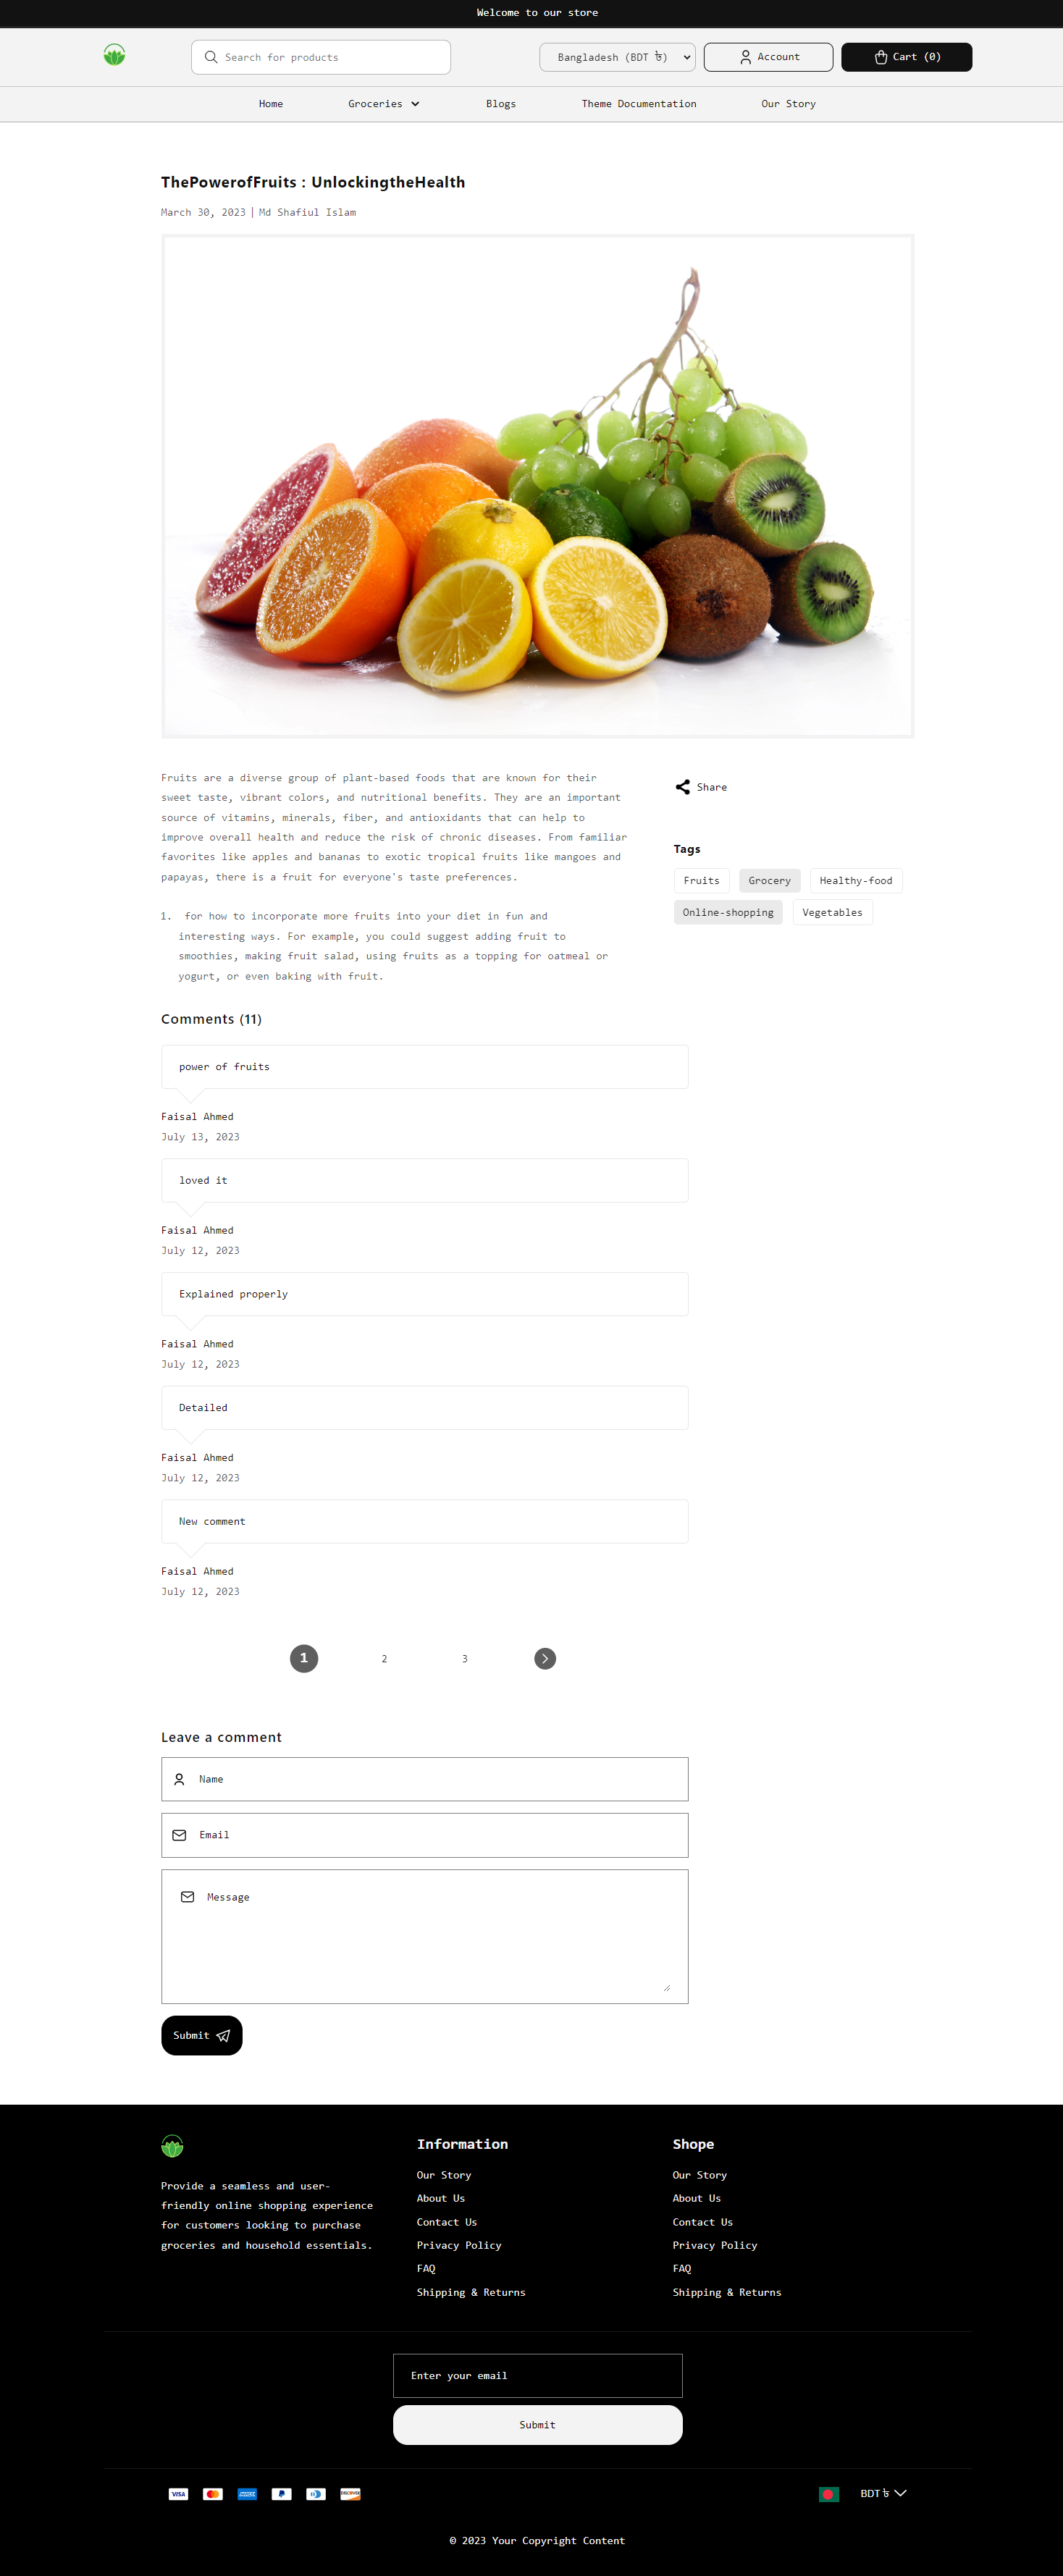 Welcome to our store
Search for products
Bangladesh (BDT ৳)
Account
Cart (0)
Home
Groceries
Blogs
Theme Documentation
Our Story
ThePowerofFruits : UnlockingtheHealth
March 30, 2023 | Md Shafiul Islam
Fruits are a diverse group of plant-based foods that are known for their
sweet taste, vibrant colors, and nutritional benefits. They are an important
source of vitamins, minerals, fiber, and antioxidants that can help to
improve overall health and reduce the risk of chronic diseases. From familiar
favorites like apples and bananas to exotic tropical fruits like mangoes and
papayas, there is a fruit for everyone's taste preferences.
1. for how to incorporate more fruits into your diet in fun and
interesting ways. For example, you could suggest adding fruit to
smoothies, making fruit salad, using fruits as a topping for oatmeal or
yogurt, or even baking with fruit.
Share
Tags
Fruits
Grocery
Healthy-food
Online-shopping
Vegetables
Comments (11)
power of fruits
Faisal Ahmed
July 13, 2023
loved it
Faisal Ahmed
July 12, 2023
Explained properly
Faisal Ahmed
July 12, 2023
Detailed
Faisal Ahmed
July 12, 2023
New comment
Faisal Ahmed
July 12, 2023
1
2
3
Leave a comment
Name
Email
Message
Submit
Provide a seamless and user-
friendly online shopping experience
for customers looking to purchase
groceries and household essentials.
Information
Our Story
About Us
Contact Us
Privacy Policy
FAQ
Shipping & Returns
Shope
Our Story
About Us
Contact Us
Privacy Policy
FAQ
Shipping & Returns
Enter your email
Submit
VISA
DISCOVER
BDT৳
© 2023 Your Copyright Content